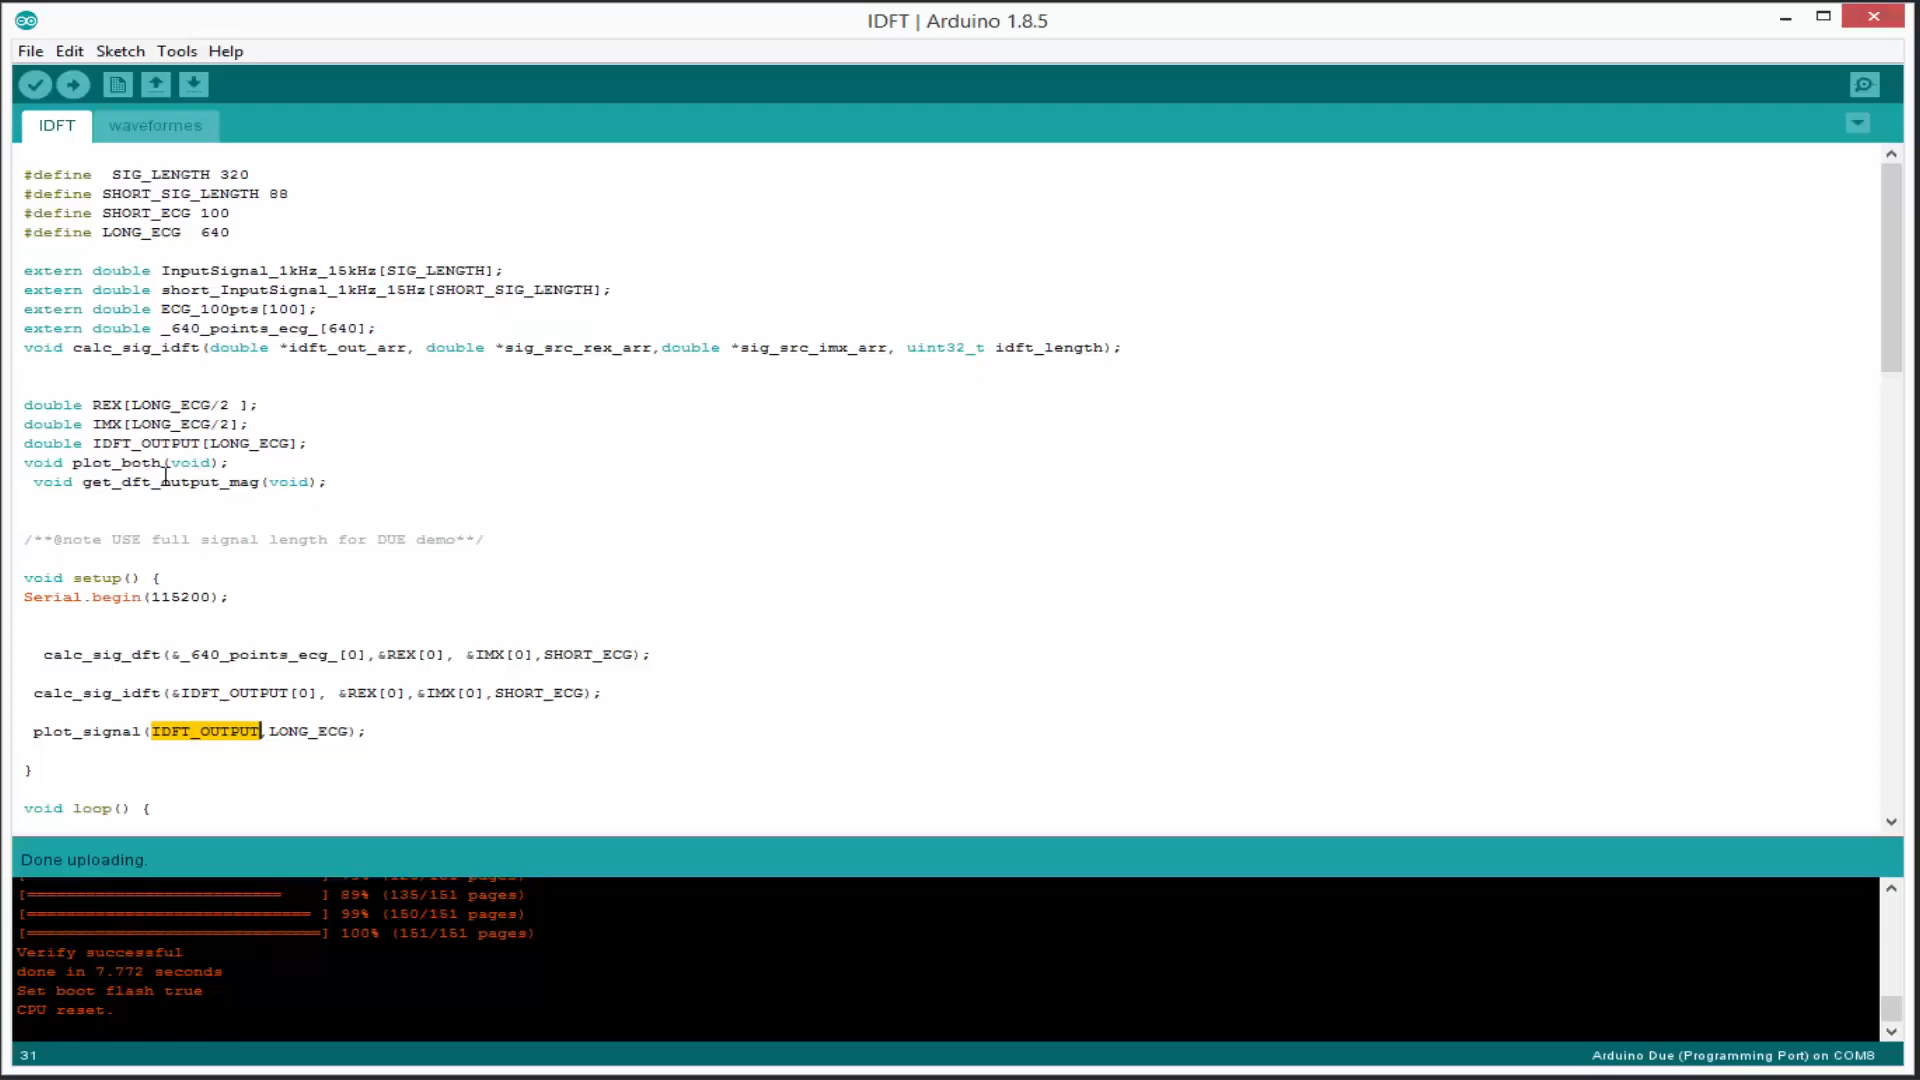 IDFT | Arduino 1.8.5
File Edit Sketch Tools Help
IDFT waveformes
#define  SIG_LENGTH 320
#define SHORT_SIG_LENGTH 88
#define SHORT_ECG 100
#define LONG_ECG  640
extern double InputSignal_1kHz_15kHz[SIG_LENGTH];
extern double short_InputSignal_1kHz_15Hz[SHORT_SIG_LENGTH];
extern double ECG_100pts[100];
extern double _640_points_ecg_[640];
void calc_sig_idft(double *idft_out_arr, double *sig_src_rex_arr,double *sig_src_imx_arr, uint32_t idft_length);
double REX[LONG_ECG/2 ];
double IMX[LONG_ECG/2];
double IDFT_OUTPUT[LONG_ECG];
void plot_both(void);
void get_dft_output_mag(void);
/**@note USE full signal length for DUE demo**/
void setup() {
Serial.begin(115200);
calc_sig_dft(&_640_points_ecg_[0],&REX[0], &IMX[0],SHORT_ECG);
calc_sig_idft(&IDFT_OUTPUT[0], &REX[0],&IMX[0],SHORT_ECG);
plot_signal(IDFT_OUTPUT,LONG_ECG);
}
void loop() {
Done uploading.
[=========================== ] 89% (135/151 pages)
[============================= ] 99% (150/151 pages)
[==============================] 100% (151/151 pages)
Verify successful
done in 7.772 seconds
Set boot flash true
CPU reset.
31
Arduino Due (Programming Port) on COM8